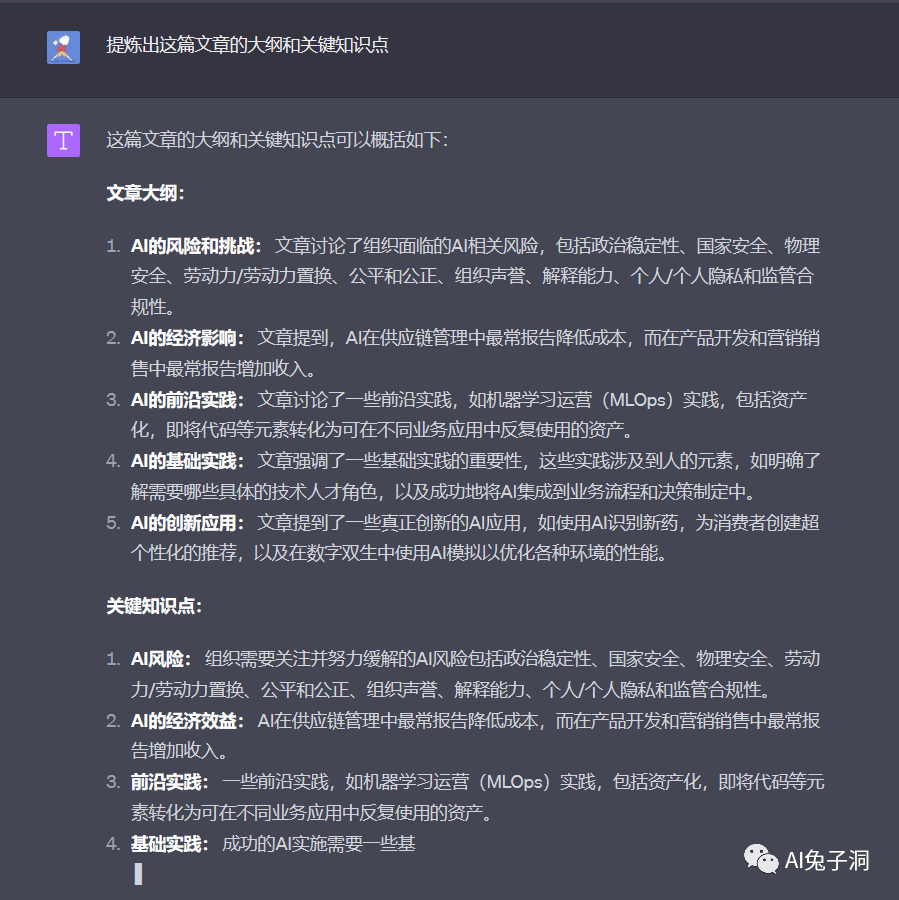 提炼出这篇文章的大纲和关键知识点
T
这篇文章的大纲和关键知识点可以概括如下：
文章大纲：
1. AI的风险和挑战： 文章讨论了组织面临的AI相关风险，包括政治稳定性、国家安全、物理
安全、劳动力/劳动力置换、公平和公正、组织声誉、解释能力、个人/个人隐私和监管合
规性。
2. AI的经济影响： 文章提到，AI在供应链管理中最常报告降低成本，而在产品开发和营销销
售中最常报告增加收入。
3. AI的前沿实践： 文章讨论了一些前沿实践，如机器学习运营（MLOps）实践，包括资产
化，即将代码等元素转化为可在不同业务应用中反复使用的资产。
4. AI的基础实践： 文章强调了一些基础实践的重要性，这些实践涉及到人的元素，如明确了
解需要哪些具体的技术人才角色，以及成功地将AI集成到业务流程和决策制定中。
5. AI的创新应用： 文章提到了一些真正创新的AI应用，如使用AI识别新药，为消费者创建超
个性化的推荐，以及在数字双生中使用AI模拟以优化各种环境的性能。
关键知识点：
1. AI风险： 组织需要关注并努力缓解的AI风险包括政治稳定性、国家安全、物理安全、劳动
力/劳动力置换、公平和公正、组织声誉、解释能力、个人/个人隐私和监管合规性。
2. AI的经济效益： AI在供应链管理中最常报告降低成本，而在产品开发和营销销售中最常报
告增加收入。
3. 前沿实践： 一些前沿实践，如机器学习运营（MLOps）实践，包括资产化，即将代码等元
素转化为可在不同业务应用中反复使用的资产。
4. 基础实践： 成功的AI实施需要一些基
AI兔子洞